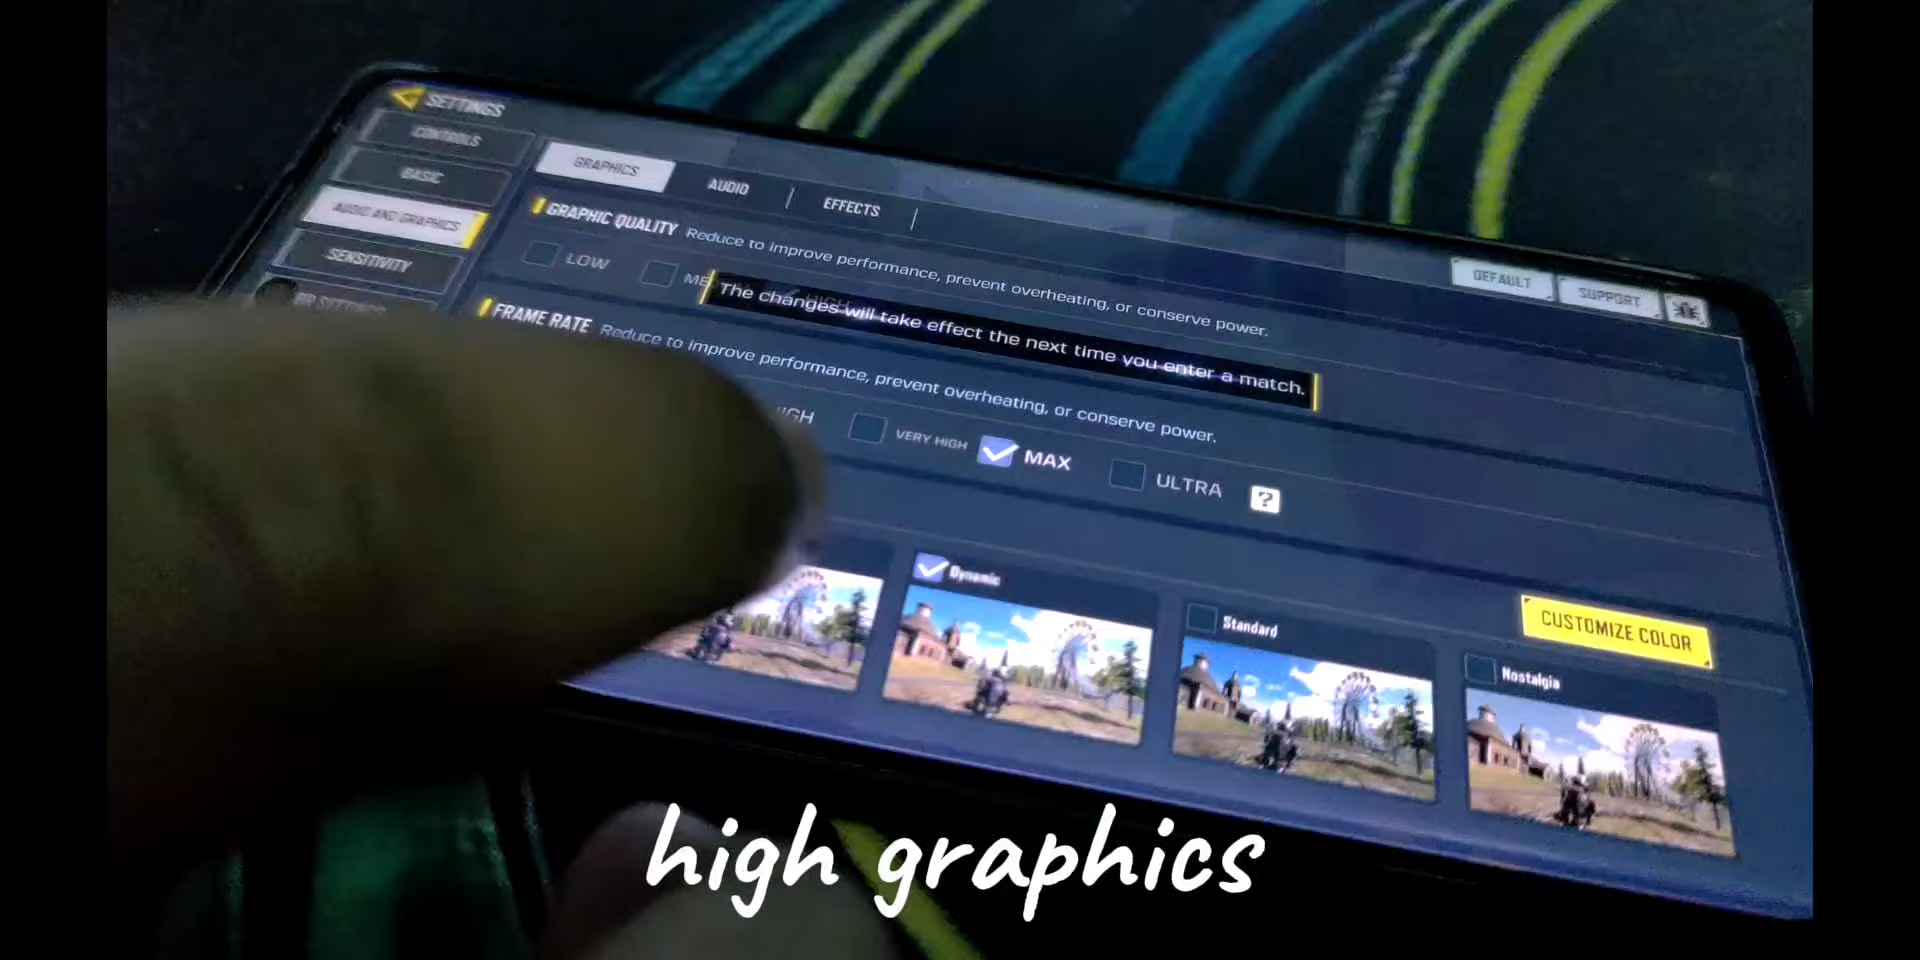 SETTINGS
CONTROLS
BASIC
AUDIO AND GRAPHICS
SENSITIVITY
GRAPHICS
AUDIO
EFFECTS
DEFAULT
SUPPORT
GRAPHIC QUALITY Reduce to improve performance, prevent overheating, or conserve power.
LOW
The changes will take effect the next time you enter a match.
FRAME RATE Reduce to improve performance, prevent overheating, or conserve power.
VERY HIGH
MAX
ULTRA
?
Dynamic
Standard
Nostalgia
CUSTOMIZE COLOR
high graphics